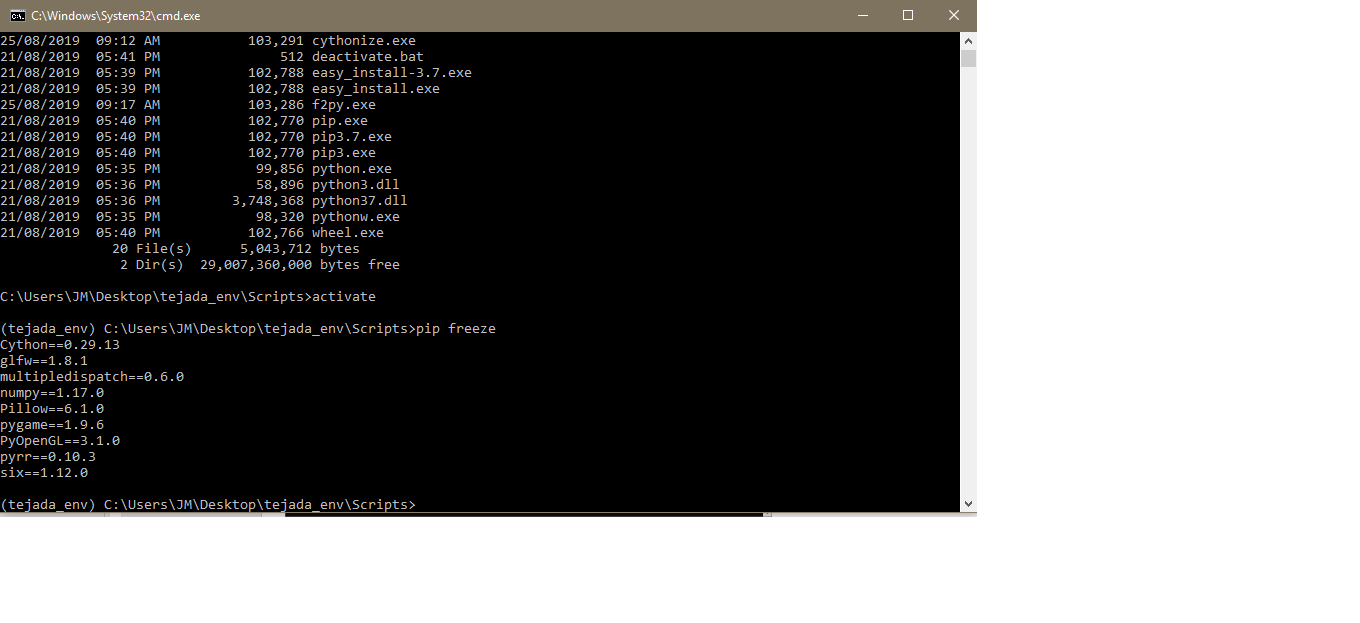 C:\Windows\System32\cmd.exe
25/08/2019  09:12 AM           103,291 cythonize.exe
21/08/2019  05:41 PM               512 deactivate.bat
21/08/2019  05:39 PM           102,788 easy_install-3.7.exe
21/08/2019  05:39 PM           102,788 easy_install.exe
25/08/2019  09:17 AM           103,286 f2py.exe
21/08/2019  05:40 PM           102,770 pip.exe
21/08/2019  05:40 PM           102,770 pip3.7.exe
21/08/2019  05:40 PM           102,770 pip3.exe
21/08/2019  05:35 PM            99,856 python.exe
21/08/2019  05:36 PM            58,896 python3.dll
21/08/2019  05:36 PM         3,748,368 python37.dll
21/08/2019  05:35 PM            98,320 pythonw.exe
21/08/2019  05:40 PM           102,766 wheel.exe
              20 File(s)      5,043,712 bytes
               2 Dir(s)  29,007,360,000 bytes free
C:\Users\JM\Desktop\tejada_env\Scripts>activate
(tejada_env) C:\Users\JM\Desktop\tejada_env\Scripts>pip freeze
Cython==0.29.13
glfw==1.8.1
multipledispatch==0.6.0
numpy==1.17.0
Pillow==6.1.0
pygame==1.9.6
PyOpenGL==3.1.0
pyrr==0.10.3
six==1.12.0
(tejada_env) C:\Users\JM\Desktop\tejada_env\Scripts>